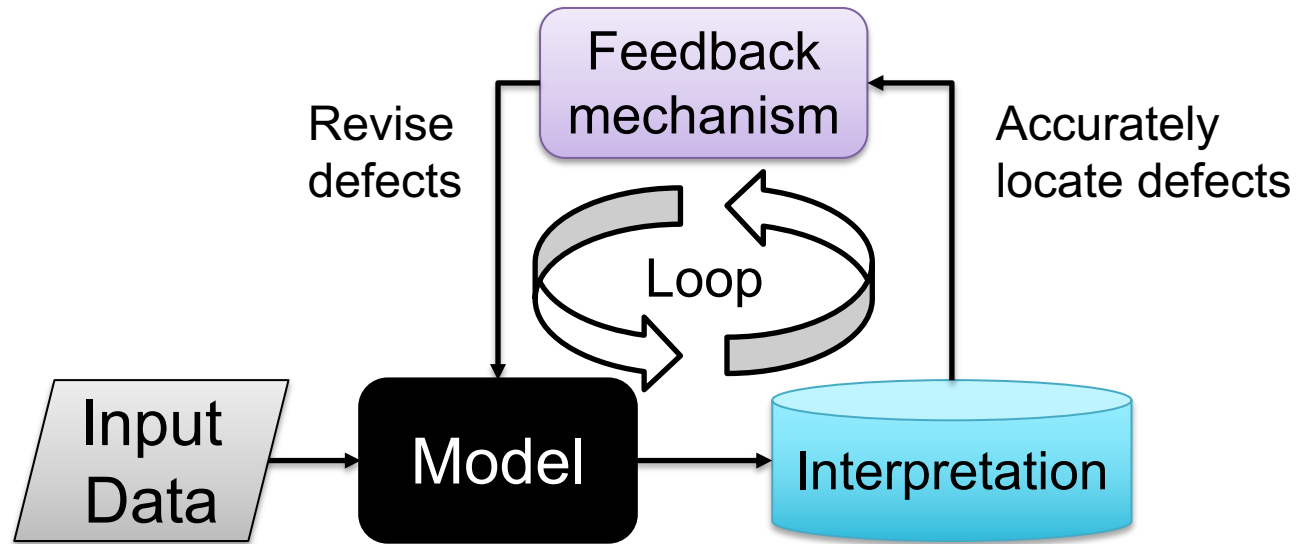 Feedback
mechanism
Revise
defects
Accurately
locate defects
Loop
Input
Data
Model
Interpretation